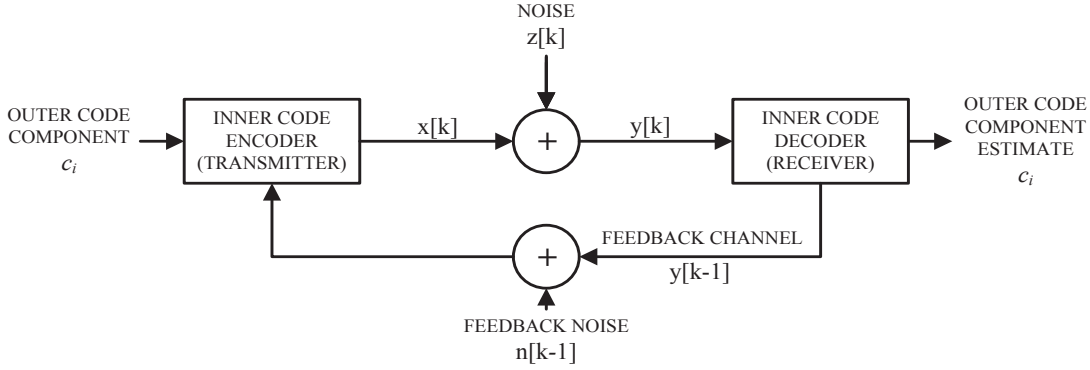 NOISE
z[k]
OUTER CODE
COMPONENT
c_i
INNER CODE
ENCODER
(TRANSMITTER)
x[k]
+
y[k]
INNER CODE
DECODER
(RECEIVER)
OUTER CODE
COMPONENT
ESTIMATE
c_i
+
FEEDBACK CHANNEL
y[k-1]
FEEDBACK NOISE
n[k-1]